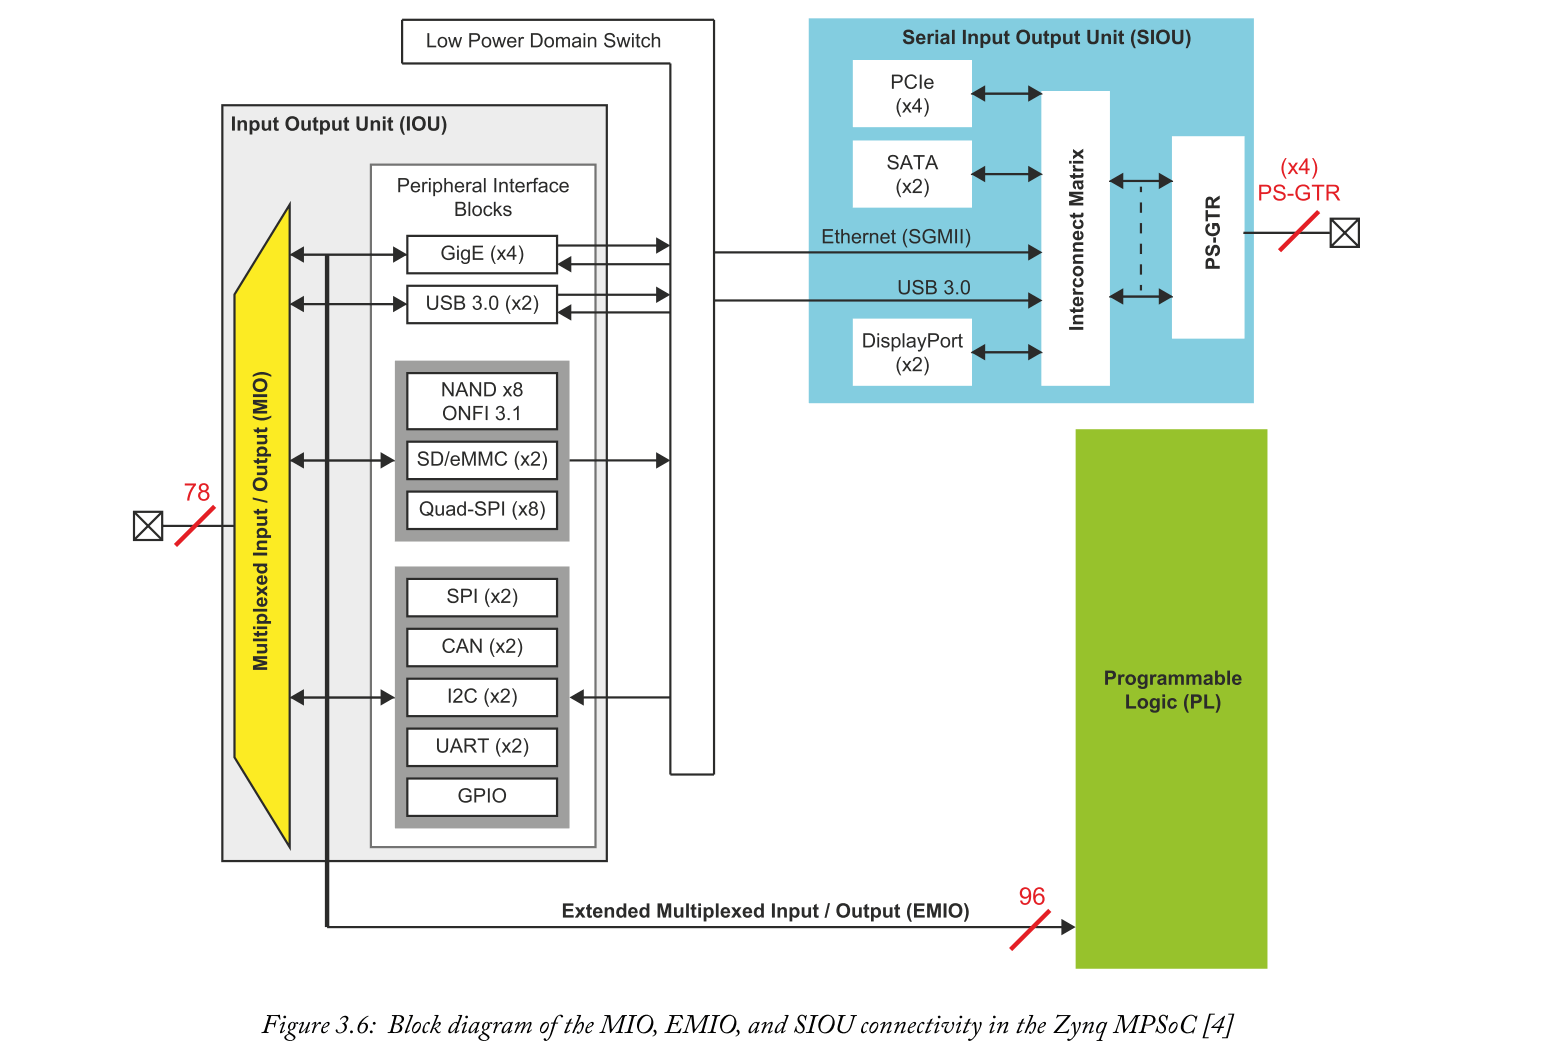 Low Power Domain Switch
Input Output Unit (IOU)
Peripheral Interface
Blocks
GigE (x4)
USB 3.0 (x2)
NAND x8
ONFI 3.1
SD/eMMC (x2)
Quad-SPI (x8)
SPI (x2)
CAN (x2)
I2C (x2)
UART (x2)
GPIO
Multiplexed Input / Output (MIO)
78
Serial Input Output Unit (SIOU)
PCIe
(x4)
SATA
(x2)
Ethernet (SGMII)
USB 3.0
DisplayPort
(x2)
Interconnect Matrix
PS-GTR
(x4)
PS-GTR
Programmable
Logic (PL)
Extended Multiplexed Input / Output (EMIO)
96
Figure 3.6: Block diagram of the MIO, EMIO, and SIOU connectivity in the Zynq MPSoC [4]